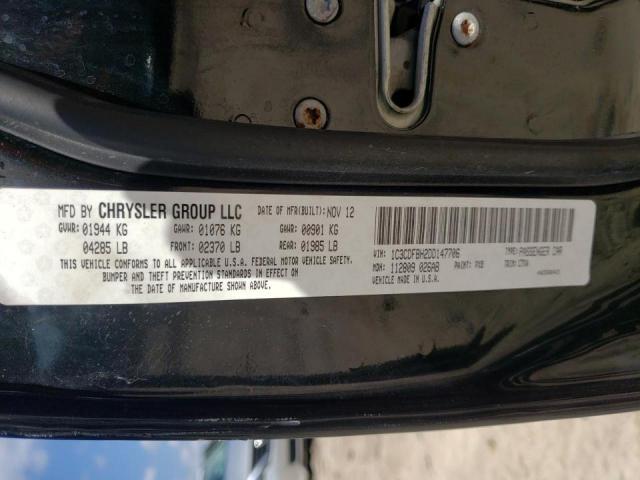 MFD BY CHRYSLER GROUP LLC DATE OF MFR(BUILT): NOV 12
GVWR: 01944 KG GAWR: 01076 KG GAWR: 00901 KG
04285 LB FRONT: 02370 LB REAR: 01985 LB
THIS VEHICLE CONFORMS TO ALL APPLICABLE U.S.A. FEDERAL MOTOR VEHICLE SAFETY,
BUMPER AND THEFT PREVENTION STANDARDS IN EFFECT ON
THE DATE OF MANUFACTURE SHOWN ABOVE.
VIN: 1C3CDFBH2DD147706 TYPE: PASSENGER CAR
MDH: 112809 026AB PAINT: PXB TRIM:
VEHICLE MADE IN U.S.A.